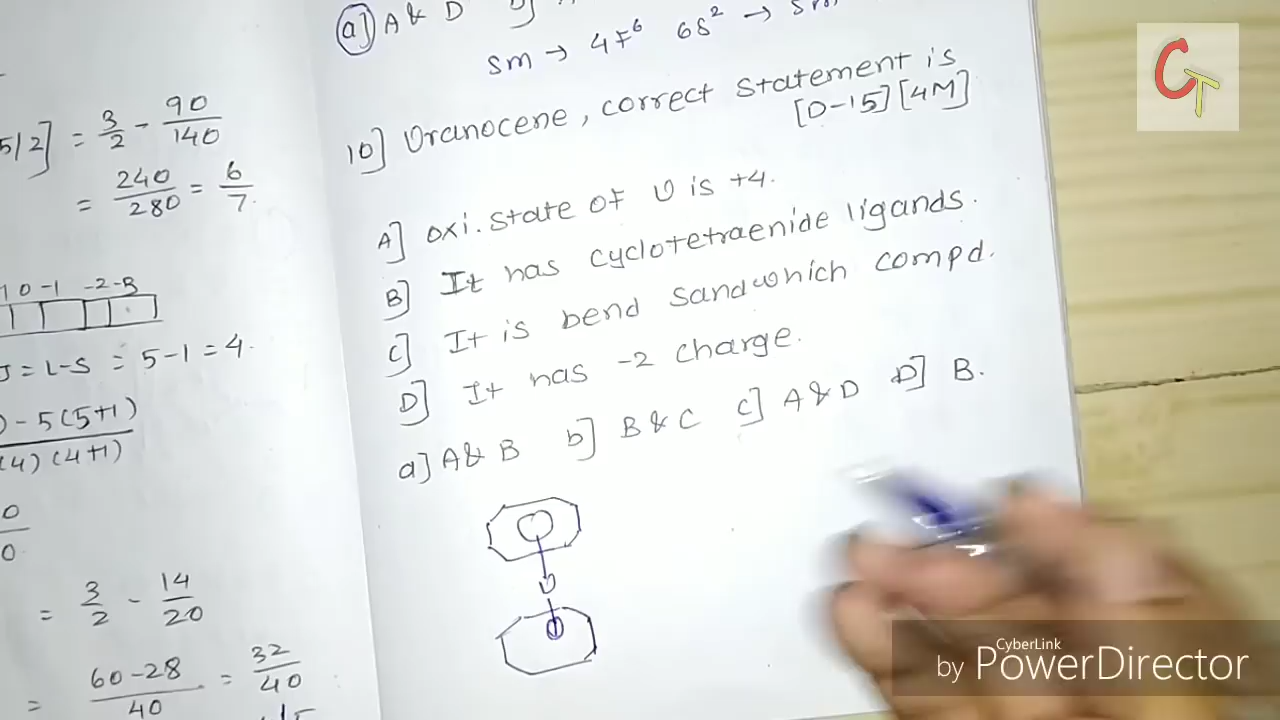 a] A & D
Sm → 4F6 6S2 →
5/2] = 3/2 - 90/140
= 240/280 = 6/7.
10] Uranocene, correct statement is
[D-15] [4M]
A] oxi. state of U is +4.
B] It has cyclotetraenide ligands.
C] It is bend sandwhich compd.
D] It has -2 charge.
a] A & B b] B & C c] A & D D] B.
U
1 0 -1 -2 -3
J = L-S = 5-1 = 4.
- 5(5+1)
(4)(4+1)
0
0
= 3/2 - 14/20
= 60-28/40 = 32/40
CT
CyberLink
by PowerDirector